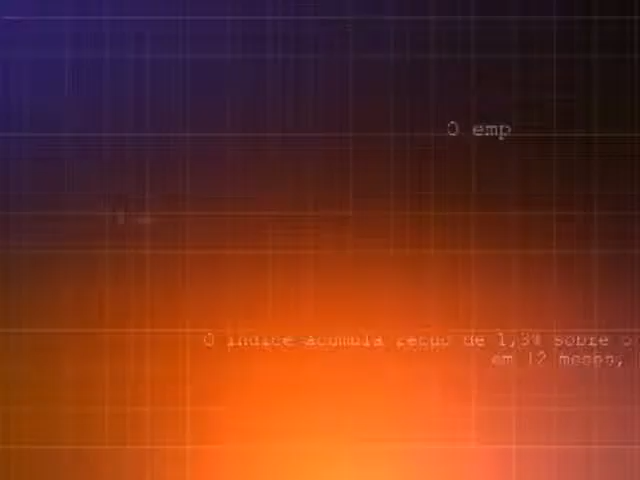 O emp
O índice acumula recuo de 1,3% sobre o
em 12 meses,